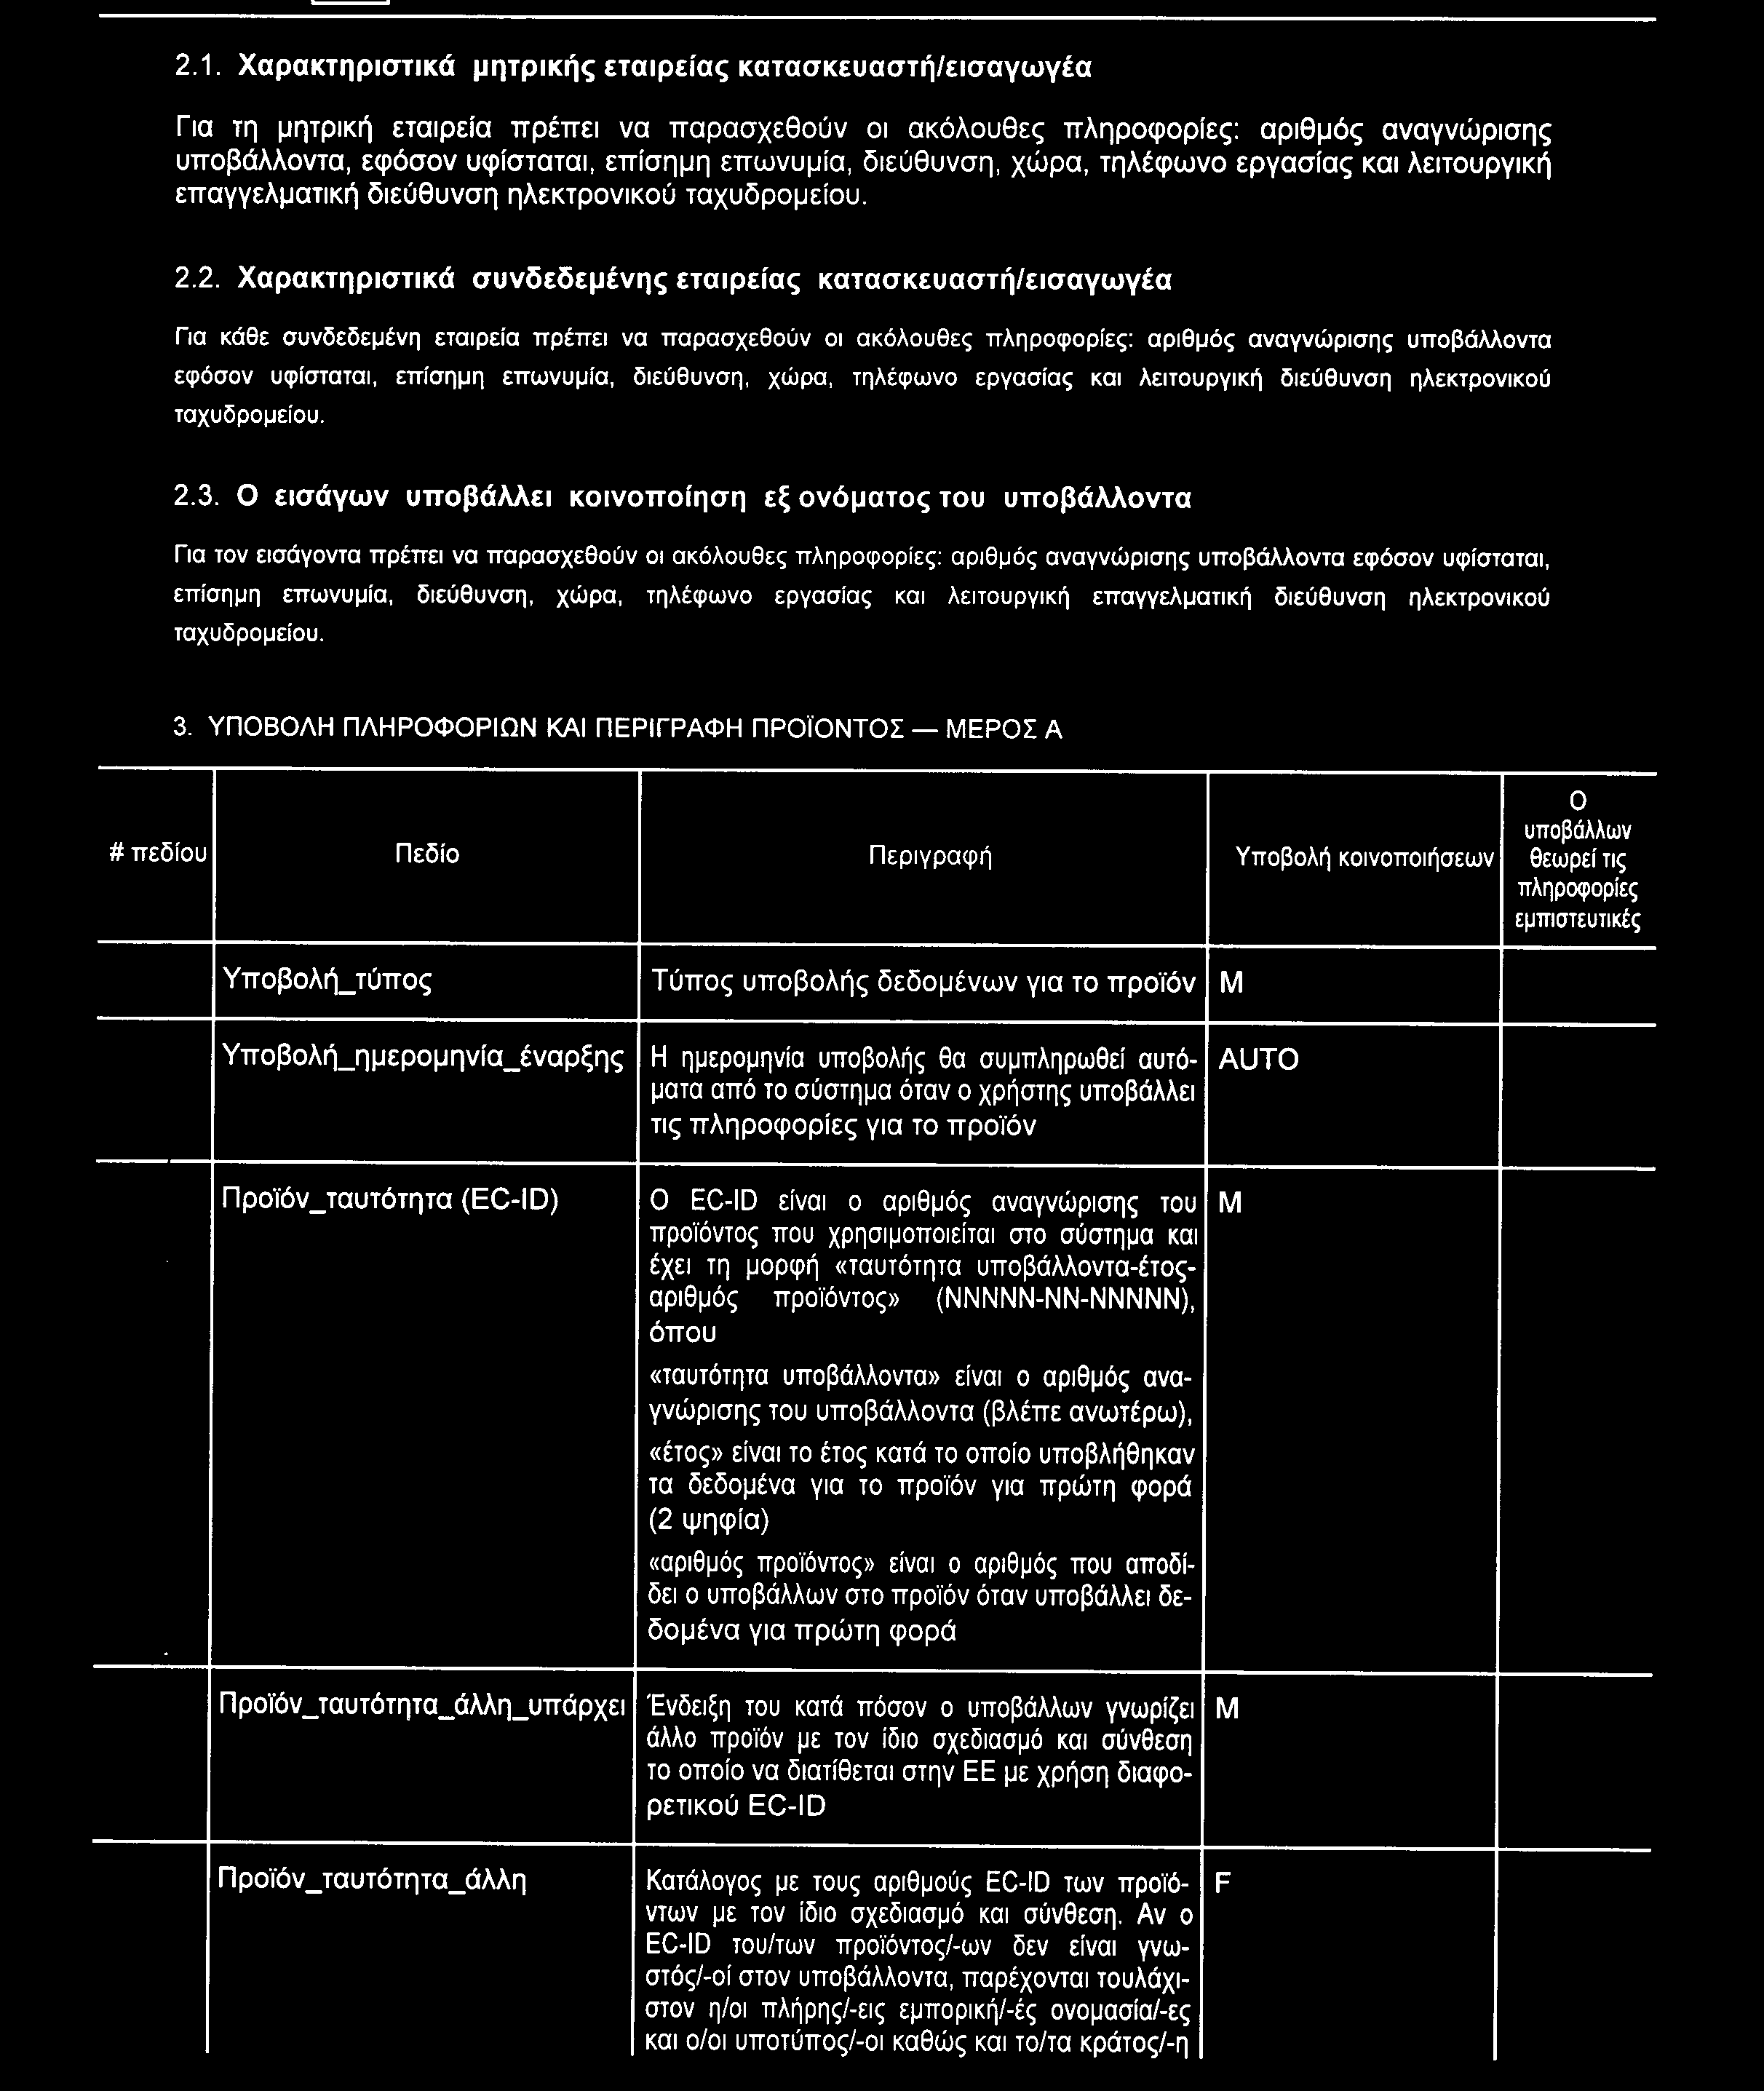 2.1. Χαρακτηριστικά μητρικής εταιρείας κατασκευαστή/εισαγωγέα
Για τη μητρική εταιρεία πρέπει να παρασχεθούν οι ακόλουθες πληροφορίες: αριθμός αναγνώρισης
υποβάλλοντα, εφόσον υφίσταται, επίσημη επωνυμία, διεύθυνση, χώρα, τηλέφωνο εργασίας και λειτουργική
επαγγελματική διεύθυνση ηλεκτρονικού ταχυδρομείου.
2.2. Χαρακτηριστικά συνδεδεμένης εταιρείας κατασκευαστή/εισαγωγέα
Για κάθε συνδεδεμένη εταιρεία πρέπει να παρασχεθούν οι ακόλουθες πληροφορίες: αριθμός αναγνώρισης υποβάλλοντα
εφόσον υφίσταται, επίσημη επωνυμία, διεύθυνση, χώρα, τηλέφωνο εργασίας και λειτουργική διεύθυνση ηλεκτρονικού
ταχυδρομείου.
2.3. Ο εισάγων υποβάλλει κοινοποίηση εξ ονόματος του υποβάλλοντα
Για τον εισάγοντα πρέπει να παρασχεθούν οι ακόλουθες πληροφορίες: αριθμός αναγνώρισης υποβάλλοντα εφόσον υφίσταται,
επίσημη επωνυμία, διεύθυνση, χώρα, τηλέφωνο εργασίας και λειτουργική επαγγελματική διεύθυνση ηλεκτρονικού
ταχυδρομείου.
3. ΥΠΟΒΟΛΗ ΠΛΗΡΟΦΟΡΙΩΝ ΚΑΙ ΠΕΡΙΓΡΑΦΗ ΠΡΟΪΟΝΤΟΣ — ΜΕΡΟΣ Α
# πεδίου
Πεδίο
Περιγραφή
Υποβολή κοινοποιήσεων
Ο
υποβάλλων
θεωρεί τις
πληροφορίες
εμπιστευτικές
Υποβολή_τύπος
Τύπος υποβολής δεδομένων για το προϊόν
M
Υποβολή_ημερομηνία_έναρξης
Η ημερομηνία υποβολής θα συμπληρωθεί αυτό-
ματα από το σύστημα όταν ο χρήστης υποβάλλει
τις πληροφορίες για το προϊόν
AUTO
Προϊόν_ταυτότητα (EC-ID)
Ο EC-ID είναι ο αριθμός αναγνώρισης του
προϊόντος που χρησιμοποιείται στο σύστημα και
έχει τη μορφή «ταυτότητα υποβάλλοντα-έτος-
αριθμός προϊόντος» (NNNNN-NN-NNNNN),
όπου
«ταυτότητα υποβάλλοντα» είναι ο αριθμός ανα-
γνώρισης του υποβάλλοντα (βλέπε ανωτέρω),
«έτος» είναι το έτος κατά το οποίο υποβλήθηκαν
τα δεδομένα για το προϊόν για πρώτη φορά
(2 ψηφία)
«αριθμός προϊόντος» είναι ο αριθμός που αποδί-
δει ο υποβάλλων στο προϊόν όταν υποβάλλει δε-
δομένα για πρώτη φορά
M
Προϊόν_ταυτότητα_άλλη_υπάρχει
Ένδειξη του κατά πόσον ο υποβάλλων γνωρίζει
άλλο προϊόν με τον ίδιο σχεδιασμό και σύνθεση
το οποίο να διατίθεται στην ΕΕ με χρήση διαφο-
ρετικού EC-ID
M
Προϊόν_ταυτότητα_άλλη
Κατάλογος με τους αριθμούς EC-ID των προϊό-
ντων με τον ίδιο σχεδιασμό και σύνθεση. Αν ο
EC-ID του/των προϊόντος/-ων δεν είναι γνω-
στός/-οί στον υποβάλλοντα, παρέχονται τουλάχι-
στον η/οι πλήρης/-εις εμπορική/-ές ονομασία/-ες
και ο/οι υποτύπος/-οι καθώς και το/τα κράτος/-η
F